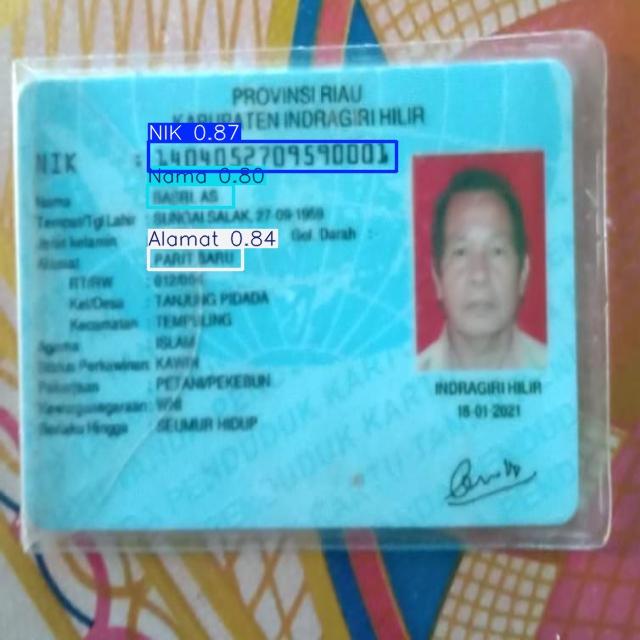 PROVINSI RIAU
KABUPATEN INDRAGIRI HILIR
NIK 0.87
NIK : 1404052709590001
Nama 0.80
Nama BASRI. AS
Tempat/Tgl Lahir : SUNGAI SALAK, 27-09-1959
Jenis kelamin Alamat 0.84 Gol. Darah :-
Alamat PARIT BARU
RT/RW : 012/004
Kel/Desa : TANJUNG PIDADA
Kecamatan : TEMPULING
Agama : ISLAM
Status Perkawinan: KAWIN
Pekerjaan : PETANI/PEKEBUN
Kewarganegaraan: WNI
Berlaku Hingga : SEUMUR HIDUP
INDRAGIRI HILIR
18-01-2021